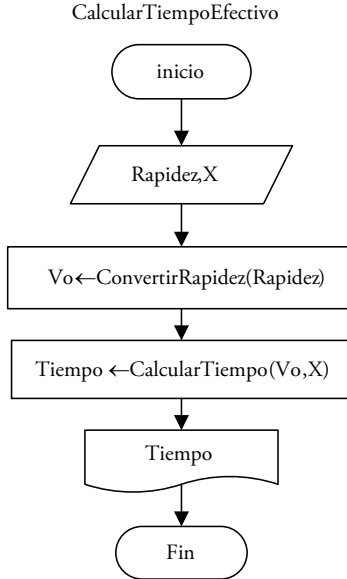 CalcularTiempoEfectivo
inicio
Rapidez,X
Vo←ConvertirRapidez(Rapidez)
Tiempo ←CalcularTiempo(Vo,X)
Tiempo
Fin